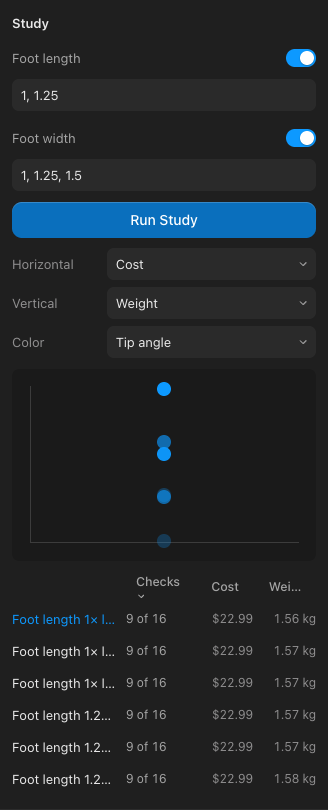 Study
Foot length
1, 1.25
Foot width
1, 1.25, 1.5
Run Study
Horizontal Cost
Vertical Weight
Color Tip angle
Checks Cost Wei...
Foot length 1× l... 9 of 16 $22.99 1.56 kg
Foot length 1× l... 9 of 16 $22.99 1.57 kg
Foot length 1× l... 9 of 16 $22.99 1.57 kg
Foot length 1.2... 9 of 16 $22.99 1.57 kg
Foot length 1.2... 9 of 16 $22.99 1.57 kg
Foot length 1.2... 9 of 16 $22.99 1.58 kg